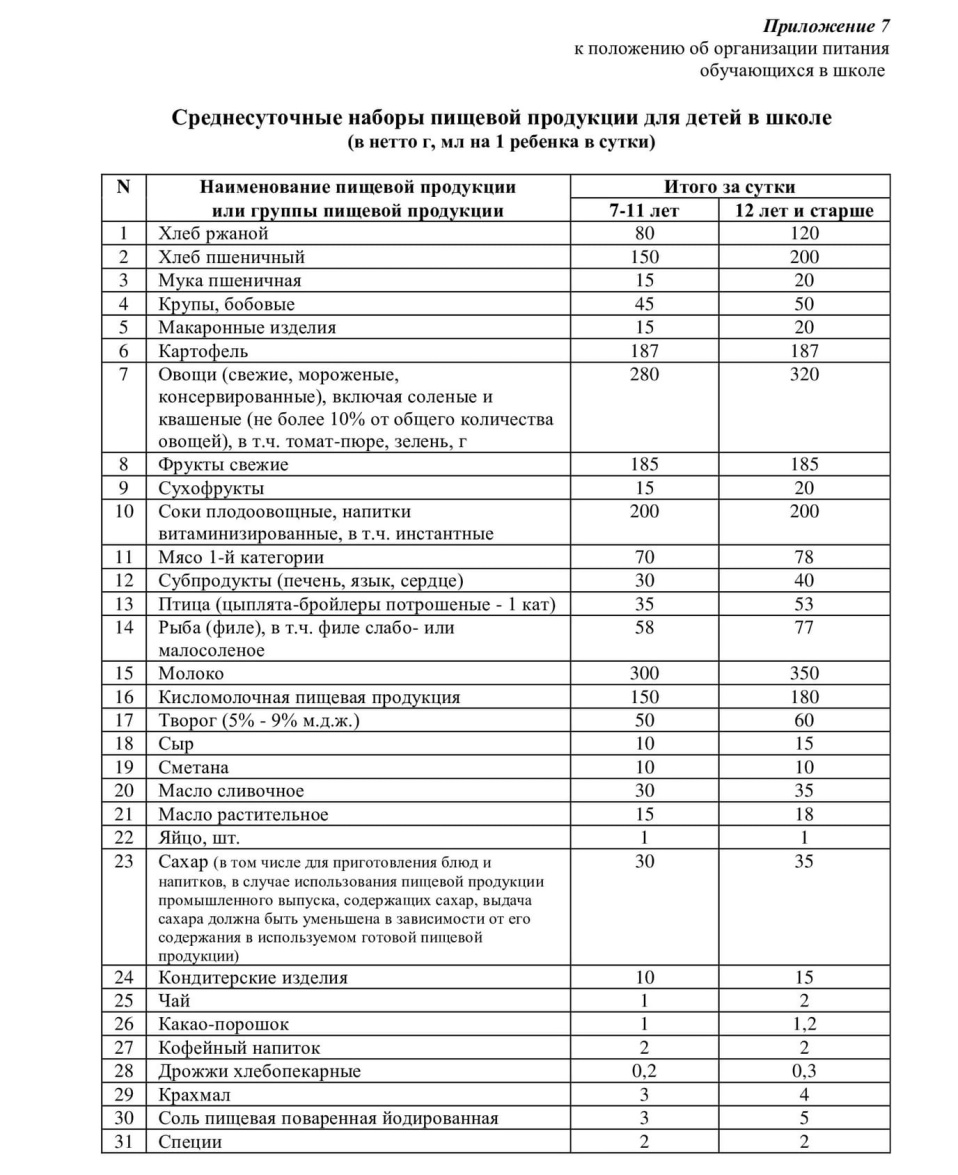 Приложение 7
к положению об организации питания
обучающихся в школе
Среднесуточные наборы пищевой продукции для детей в школе
(в нетто г, мл на 1 ребенка в сутки)
N Наименование пищевой продукции Итого за сутки
или группы пищевой продукции 7-11 лет 12 лет и старше
1 Хлеб ржаной 80 120
2 Хлеб пшеничный 150 200
3 Мука пшеничная 15 20
4 Крупы, бобовые 45 50
5 Макаронные изделия 15 20
6 Картофель 187 187
7 Овощи (свежие, мороженые, 280 320
консервированные), включая соленые и
квашеные (не более 10% от общего количества
овощей), в т.ч. томат-пюре, зелень, г
8 Фрукты свежие 185 185
9 Сухофрукты 15 20
10 Соки плодоовощные, напитки 200 200
витаминизированные, в т.ч. инстантные
11 Мясо 1-й категории 70 78
12 Субпродукты (печень, язык, сердце) 30 40
13 Птица (цыплята-бройлеры потрошеные - 1 кат) 35 53
14 Рыба (филе), в т.ч. филе слабо- или 58 77
малосоленое
15 Молоко 300 350
16 Кисломолочная пищевая продукция 150 180
17 Творог (5% - 9% м.д.ж.) 50 60
18 Сыр 10 15
19 Сметана 10 10
20 Масло сливочное 30 35
21 Масло растительное 15 18
22 Яйцо, шт. 1 1
23 Сахар (в том числе для приготовления блюд и 30 35
напитков, в случае использования пищевой продукции
промышленного выпуска, содержащих сахар, выдача
сахара должна быть уменьшена в зависимости от его
содержания в используемом готовой пищевой
продукции)
24 Кондитерские изделия 10 15
25 Чай 1 2
26 Какао-порошок 1 1,2
27 Кофейный напиток 2 2
28 Дрожжи хлебопекарные 0,2 0,3
29 Крахмал 3 4
30 Соль пищевая поваренная йодированная 3 5
31 Специи 2 2